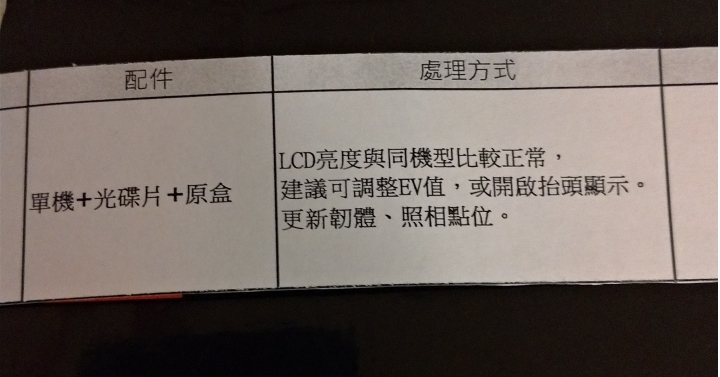 配件
處理方式
單機+光碟片+原盒
LCD亮度與同機型比較正常，
建議可調整EV值，或開啟抬頭顯示。
更新韌體、照相點位。